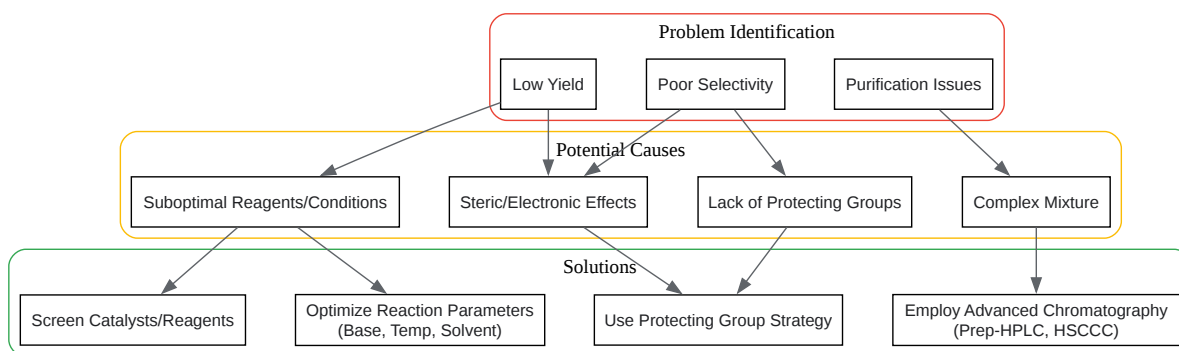 Problem Identification
Low Yield
Poor Selectivity
Purification Issues
Potential Causes
Suboptimal Reagents/Conditions
Steric/Electronic Effects
Lack of Protecting Groups
Complex Mixture
Solutions
Screen Catalysts/Reagents
Optimize Reaction Parameters
(Base, Temp, Solvent)
Use Protecting Group Strategy
Employ Advanced Chromatography
(Prep-HPLC, HSCCC)